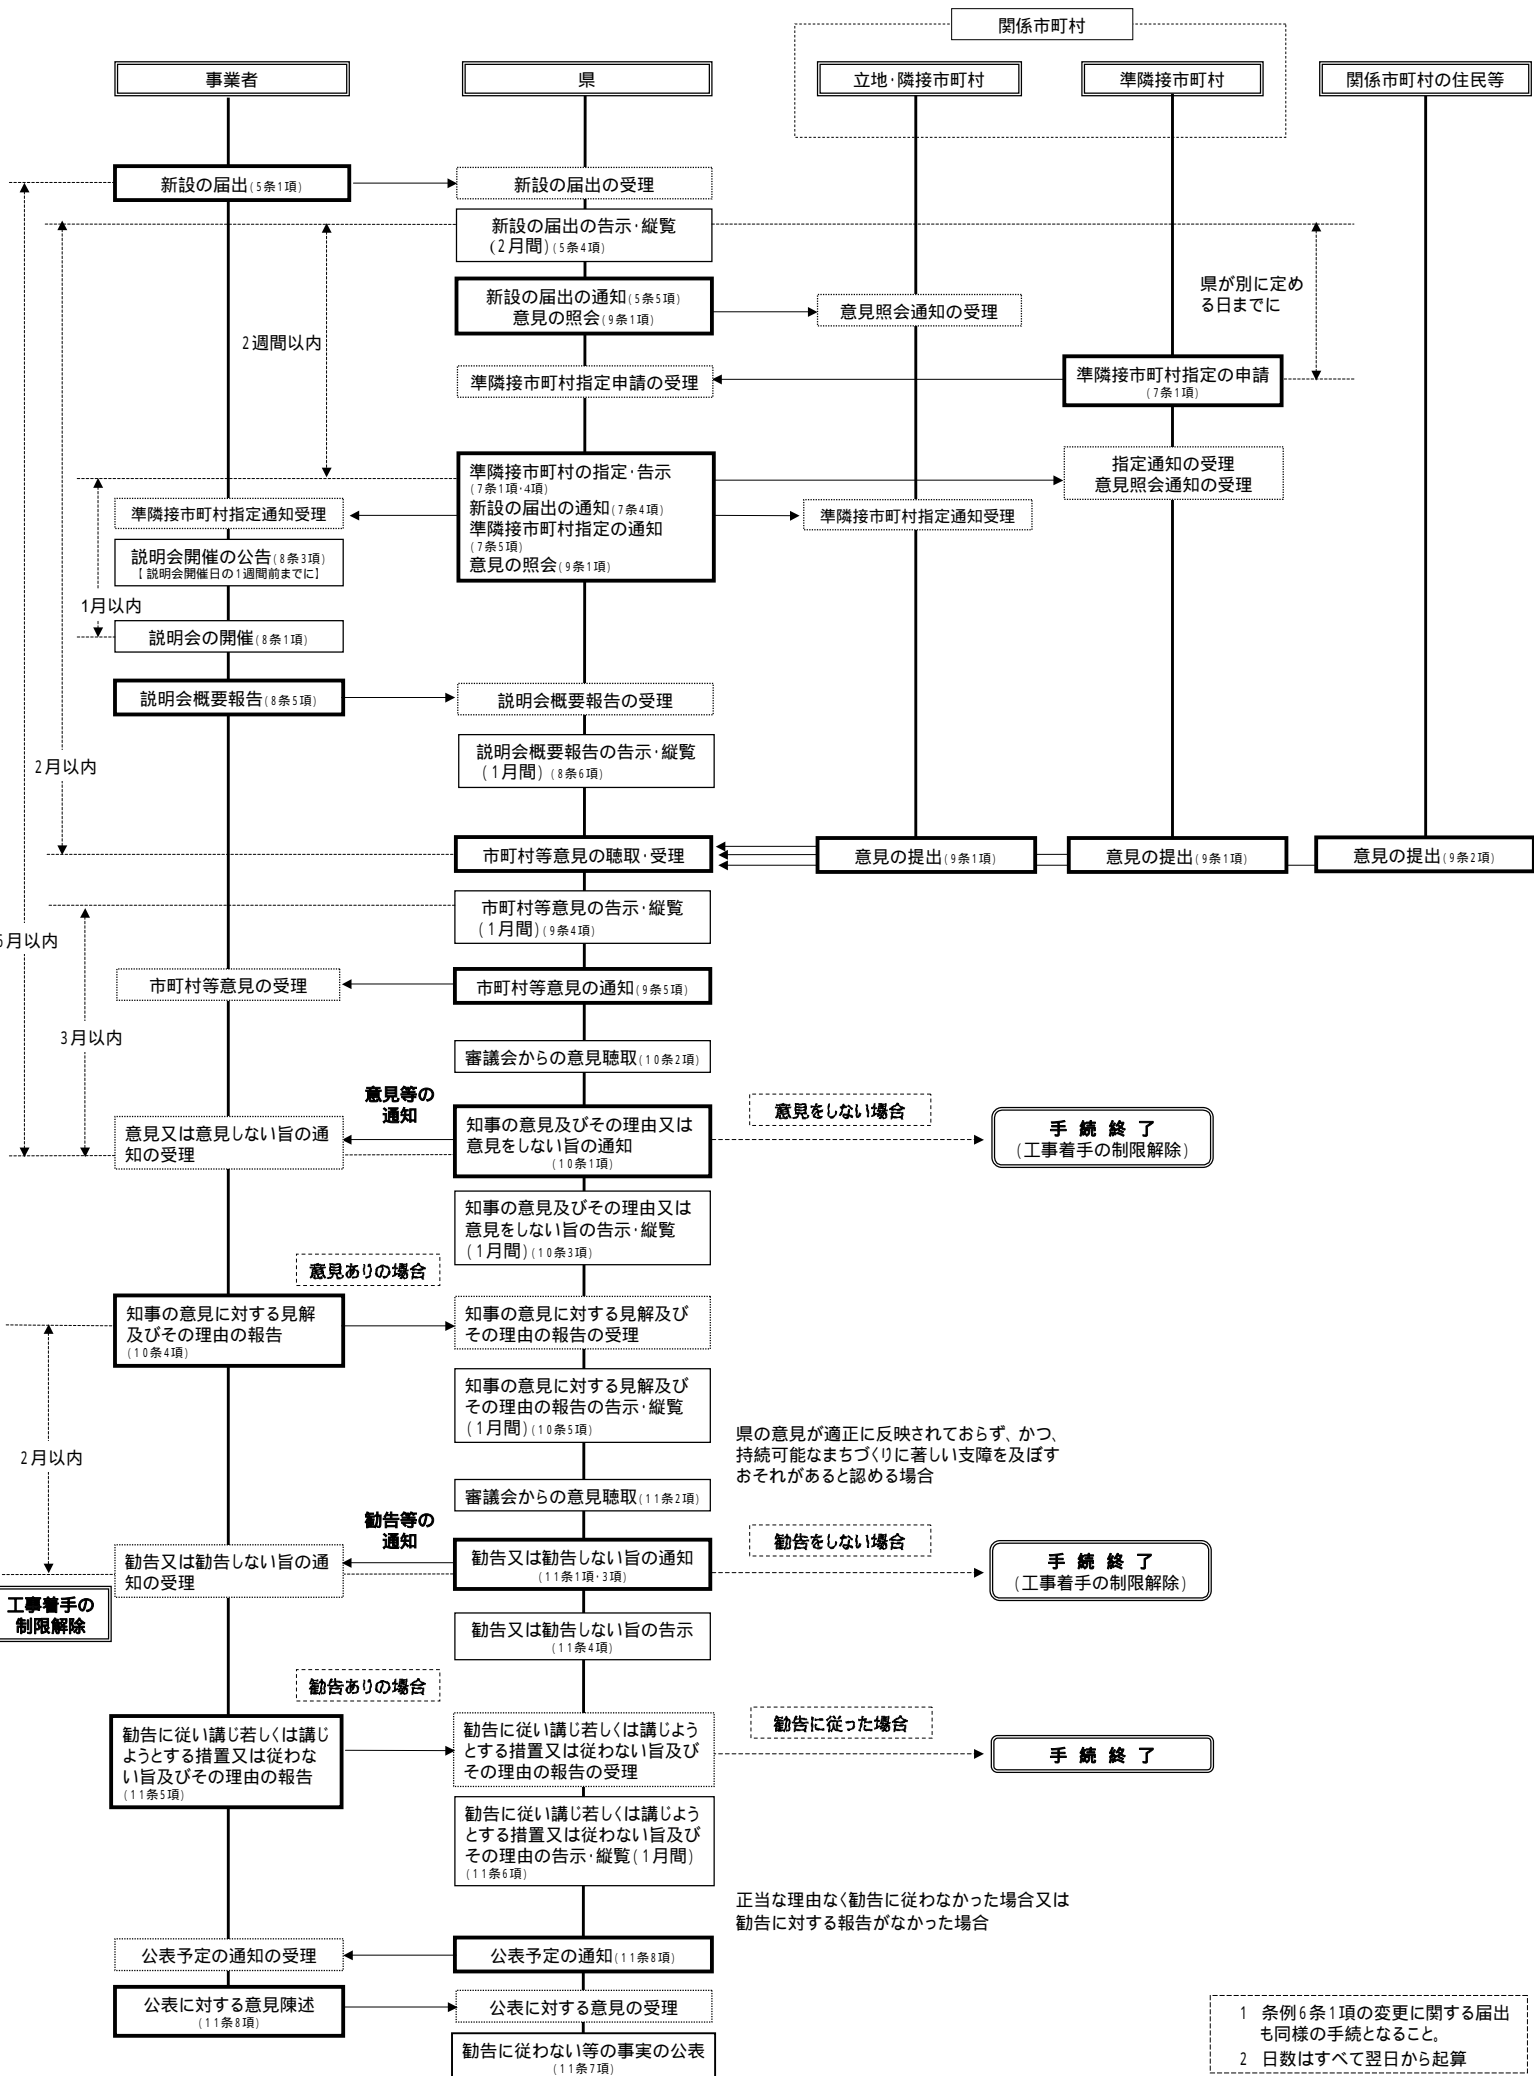 関係市町村
事業者
県
立地・隣接市町村
準隣接市町村
関係市町村の住民等
新設の届出(5条1項)
新設の届出の受理
新設の届出の告示・縦覧
(2月間)(5条4項)
新設の届出の通知(5条5項)
意見の照会(9条1項)
意見照会通知の受理
県が別に定め
る日までに
2週間以内
準隣接市町村指定申請の受理
準隣接市町村指定の申請
(7条1項)
準隣接市町村の指定・告示
(7条1項・4項)
新設の届出の通知(7条4項)
準隣接市町村指定の通知
(7条5項)
意見の照会(9条1項)
指定通知の受理
意見照会通知の受理
準隣接市町村指定通知受理
準隣接市町村指定通知受理
説明会開催の公告(8条3項)
【説明会開催日の1週間前までに】
1月以内
説明会の開催(8条1項)
説明会概要報告(8条5項)
説明会概要報告の受理
説明会概要報告の告示・縦覧
(1月間)(8条6項)
2月以内
市町村等意見の聴取・受理
意見の提出(9条1項)
意見の提出(9条1項)
意見の提出(9条2項)
市町村等意見の告示・縦覧
(1月間)(9条4項)
月以内
市町村等意見の受理
市町村等意見の通知(9条5項)
3月以内
審議会からの意見聴取(10条2項)
意見等の
通知
意見をしない場合
意見又は意見しない旨の通
知の受理
知事の意見及びその理由又は
意見をしない旨の通知
(10条1項)
手続終了
(工事着手の制限解除)
知事の意見及びその理由又は
意見をしない旨の告示・縦覧
(1月間)(10条3項)
意見ありの場合
知事の意見に対する見解
及びその理由の報告
(10条4項)
知事の意見に対する見解及び
その理由の報告の受理
知事の意見に対する見解及び
その理由の報告の告示・縦覧
(1月間)(10条5項)
2月以内
県の意見が適正に反映されておらず、かつ、
持続可能なまちづくりに著しい支障を及ぼす
おそれがあると認める場合
審議会からの意見聴取(11条2項)
勧告等の
通知
勧告をしない場合
勧告又は勧告しない旨の通
知の受理
勧告又は勧告しない旨の通知
(11条1項・3項)
手続終了
(工事着手の制限解除)
工事着手の
制限解除
勧告又は勧告しない旨の告示
(11条4項)
勧告ありの場合
勧告に従った場合
勧告に従い講じ若しくは講じ
ようとする措置又は従わな
い旨及びその理由の報告
(11条5項)
勧告に従い講じ若しくは講じよう
とする措置又は従わない旨及び
その理由の報告の受理
手続終了
勧告に従い講じ若しくは講じよう
とする措置又は従わない旨及び
その理由の告示・縦覧(1月間)
(11条6項)
正当な理由なく勧告に従わなかった場合又は
勧告に対する報告がなかった場合
公表予定の通知の受理
公表予定の通知(11条8項)
公表に対する意見陳述
(11条8項)
公表に対する意見の受理
勧告に従わない等の事実の公表
(11条7項)
1 条例6条1項の変更に関する届出
も同様の手続となること。
2 日数はすべて翌日から起算